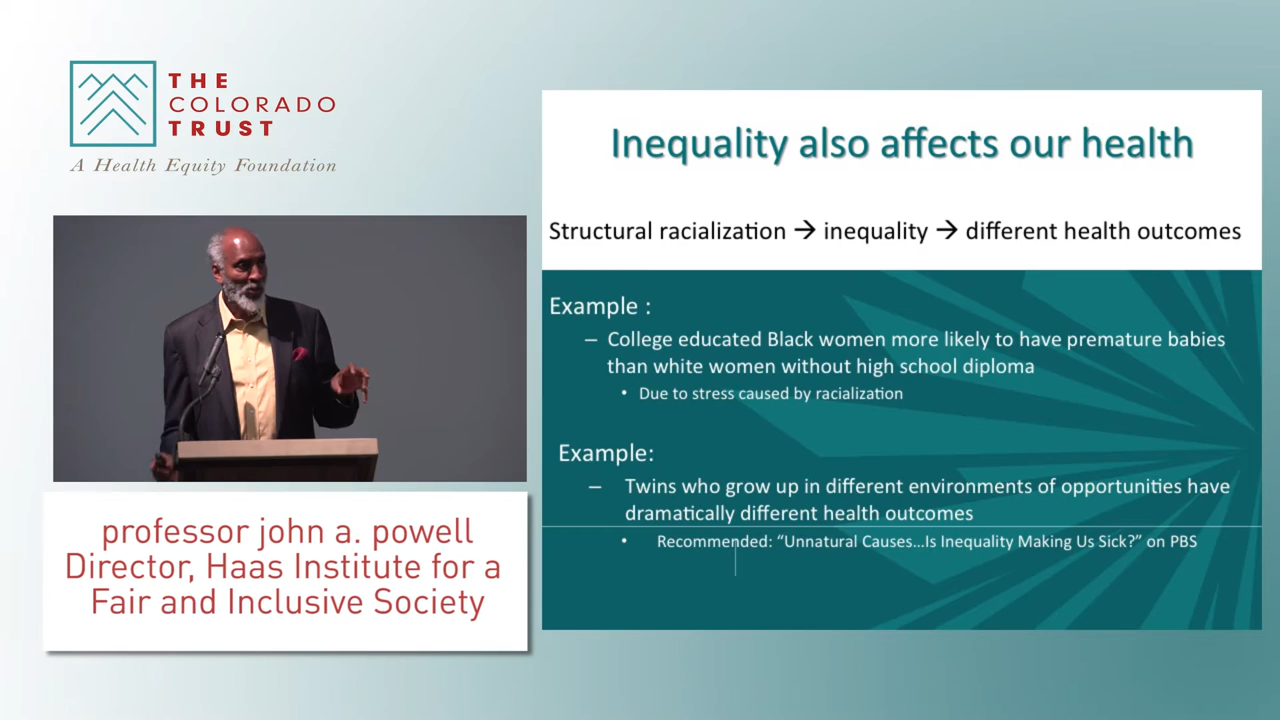 THE
COLORADO
TRUST
A Health Equity Foundation
professor john a. powell
Director, Haas Institute for a
Fair and Inclusive Society
Inequality also affects our health
Structural racialization → inequality → different health outcomes
Example :
– College educated Black women more likely to have premature babies
than white women without high school diploma
• Due to stress caused by racialization
Example:
– Twins who grow up in different environments of opportunities have
dramatically different health outcomes
• Recommended: “Unnatural Causes…Is Inequality Making Us Sick?” on PBS